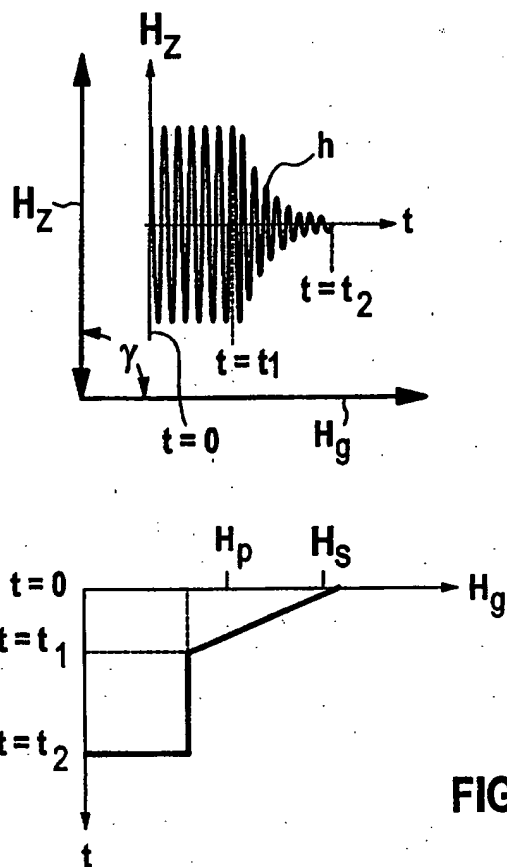 H_Z
H_Z
h
t
t=t_2
γ
t=t_1
t=0
H_g
H_p
H_S
t=0
H_g
t=t_1
t=t_2
FIG
t